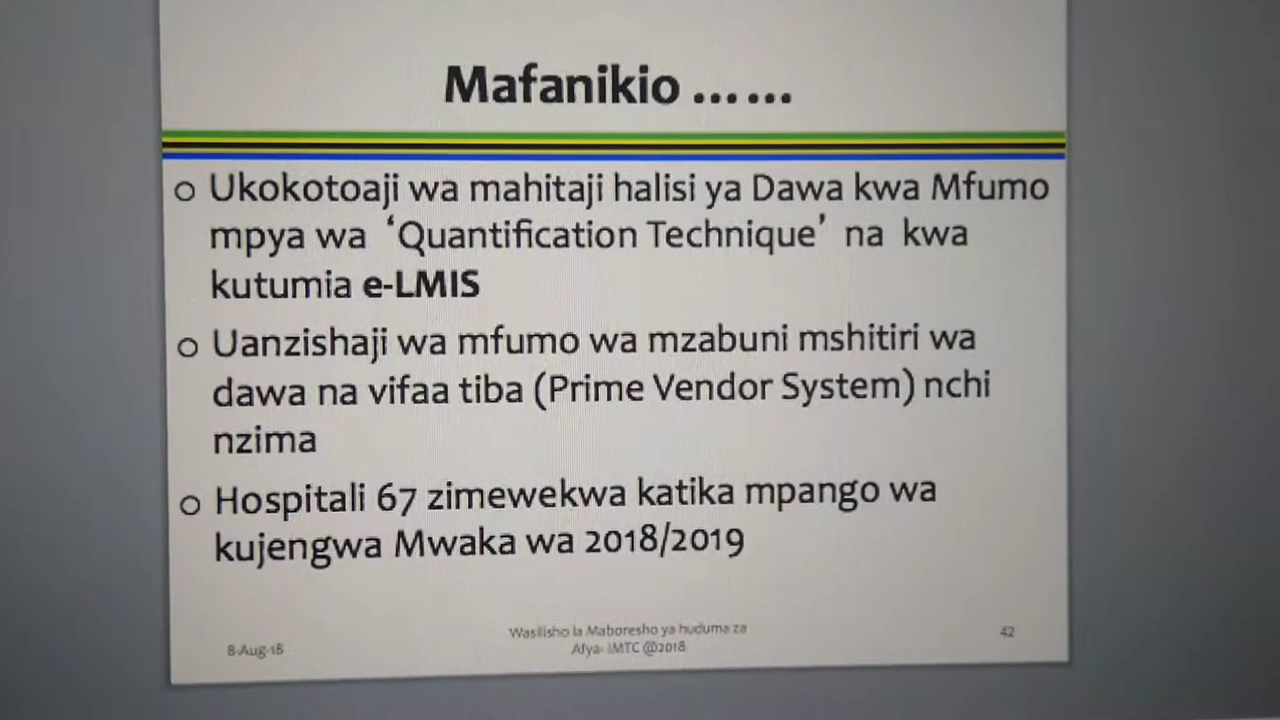 Mafanikio ......
o Ukokotoaji wa mahitaji halisi ya Dawa kwa Mfumo
mpya wa ‘Quantification Technique’ na kwa
kutumia e-LMIS
o Uanzishaji wa mfumo wa mzabuni mshitiri wa
dawa na vifaa tiba (Prime Vendor System) nchi
nzima
o Hospitali 67 zimewekwa katika mpango wa
kujengwa Mwaka wa 2018/2019
8-Aug-18
Wasilisho la Maboresho ya huduma za
Afya- IMTC @2018
42